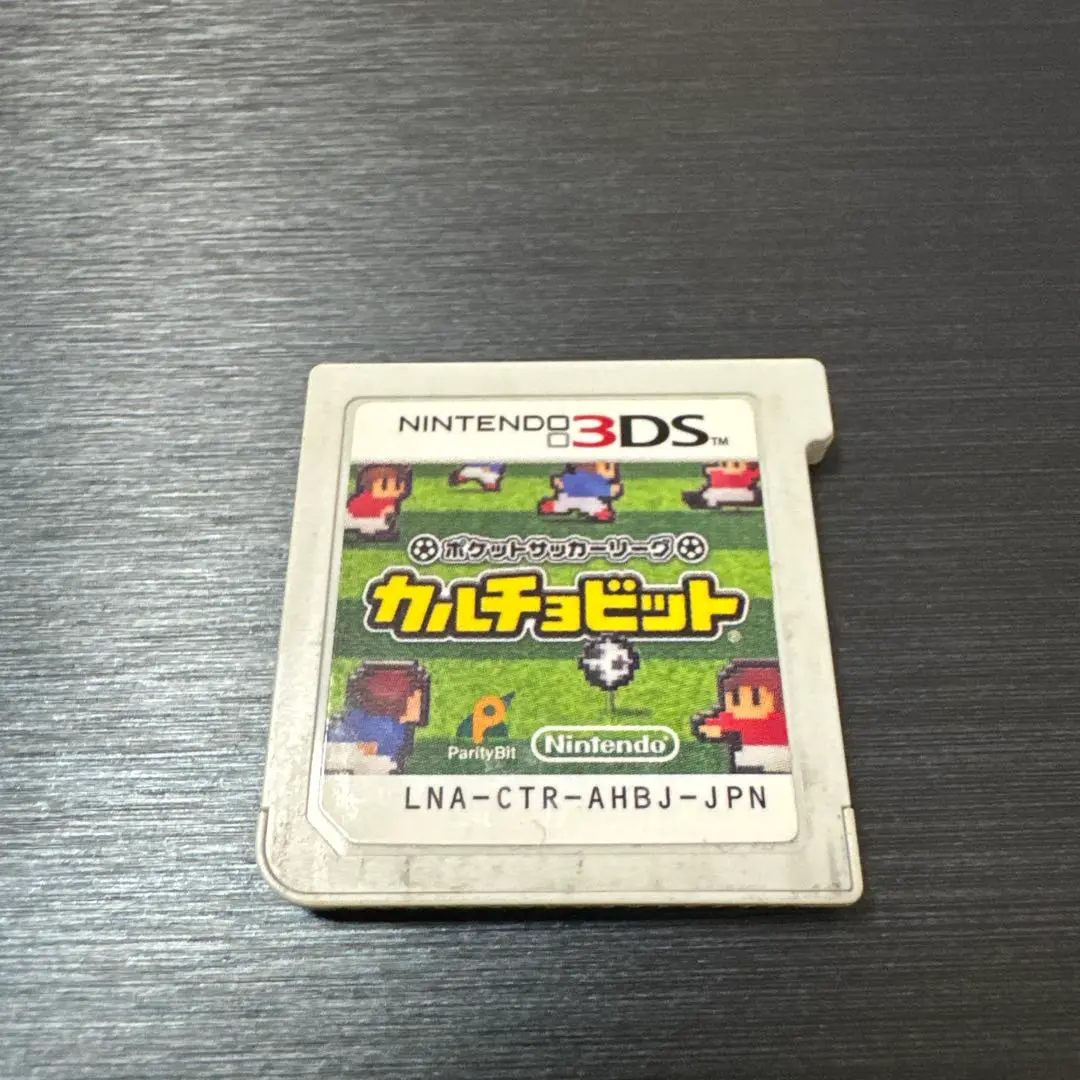 NINTENDO 3DS™
ポケットサッカーリーグ
カルチョビット®
ParityBit
Nintendo®
LNA-CTR-AHBJ-JPN